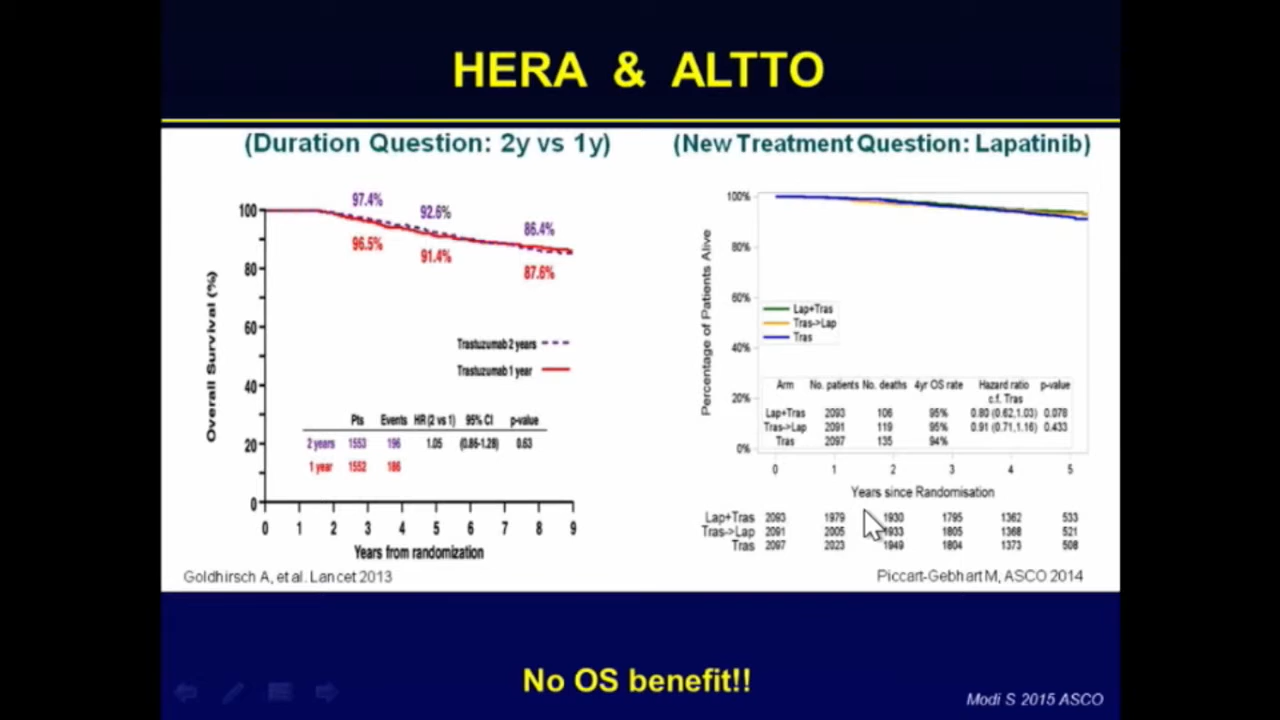 HERA & ALTTO
(Duration Question: 2y vs 1y)
97.4%
92.6%
86.4%
96.5%
91.4%
87.6%
100
80
60
40
20
0
Overall Survival (%)
Trastuzumab 2 years
Trastuzumab 1 year
Pts Events HR (2 vs 1) 95% CI p-value
2 years 1553 196 1.05 (0.86-1.28) 0.63
1 year 1552 186
0 1 2 3 4 5 6 7 8 9
Years from randomization
Goldhirsch A, et al. Lancet 2013
(New Treatment Question: Lapatinib)
100%
80%
60%
40%
20%
0%
Percentage of Patients Alive
Lap+Tras
Tras->Lap
Tras
Arm No. patients No. deaths 4yr OS rate Hazard ratio p-value
c.f. Tras
Lap+Tras 2093 106 95% 0.80 (0.62,1.03) 0.078
Tras->Lap 2091 119 95% 0.91 (0.71,1.16) 0.433
Tras 2097 135 94%
0 1 2 3 4 5
Years since Randomisation
Lap+Tras 2093 1979 1930 1795 1362 533
Tras->Lap 2091 2005 1933 1805 1368 521
Tras 2097 2023 1949 1804 1373 508
Piccart-Gebhart M, ASCO 2014
No OS benefit!!
Modi S 2015 ASCO